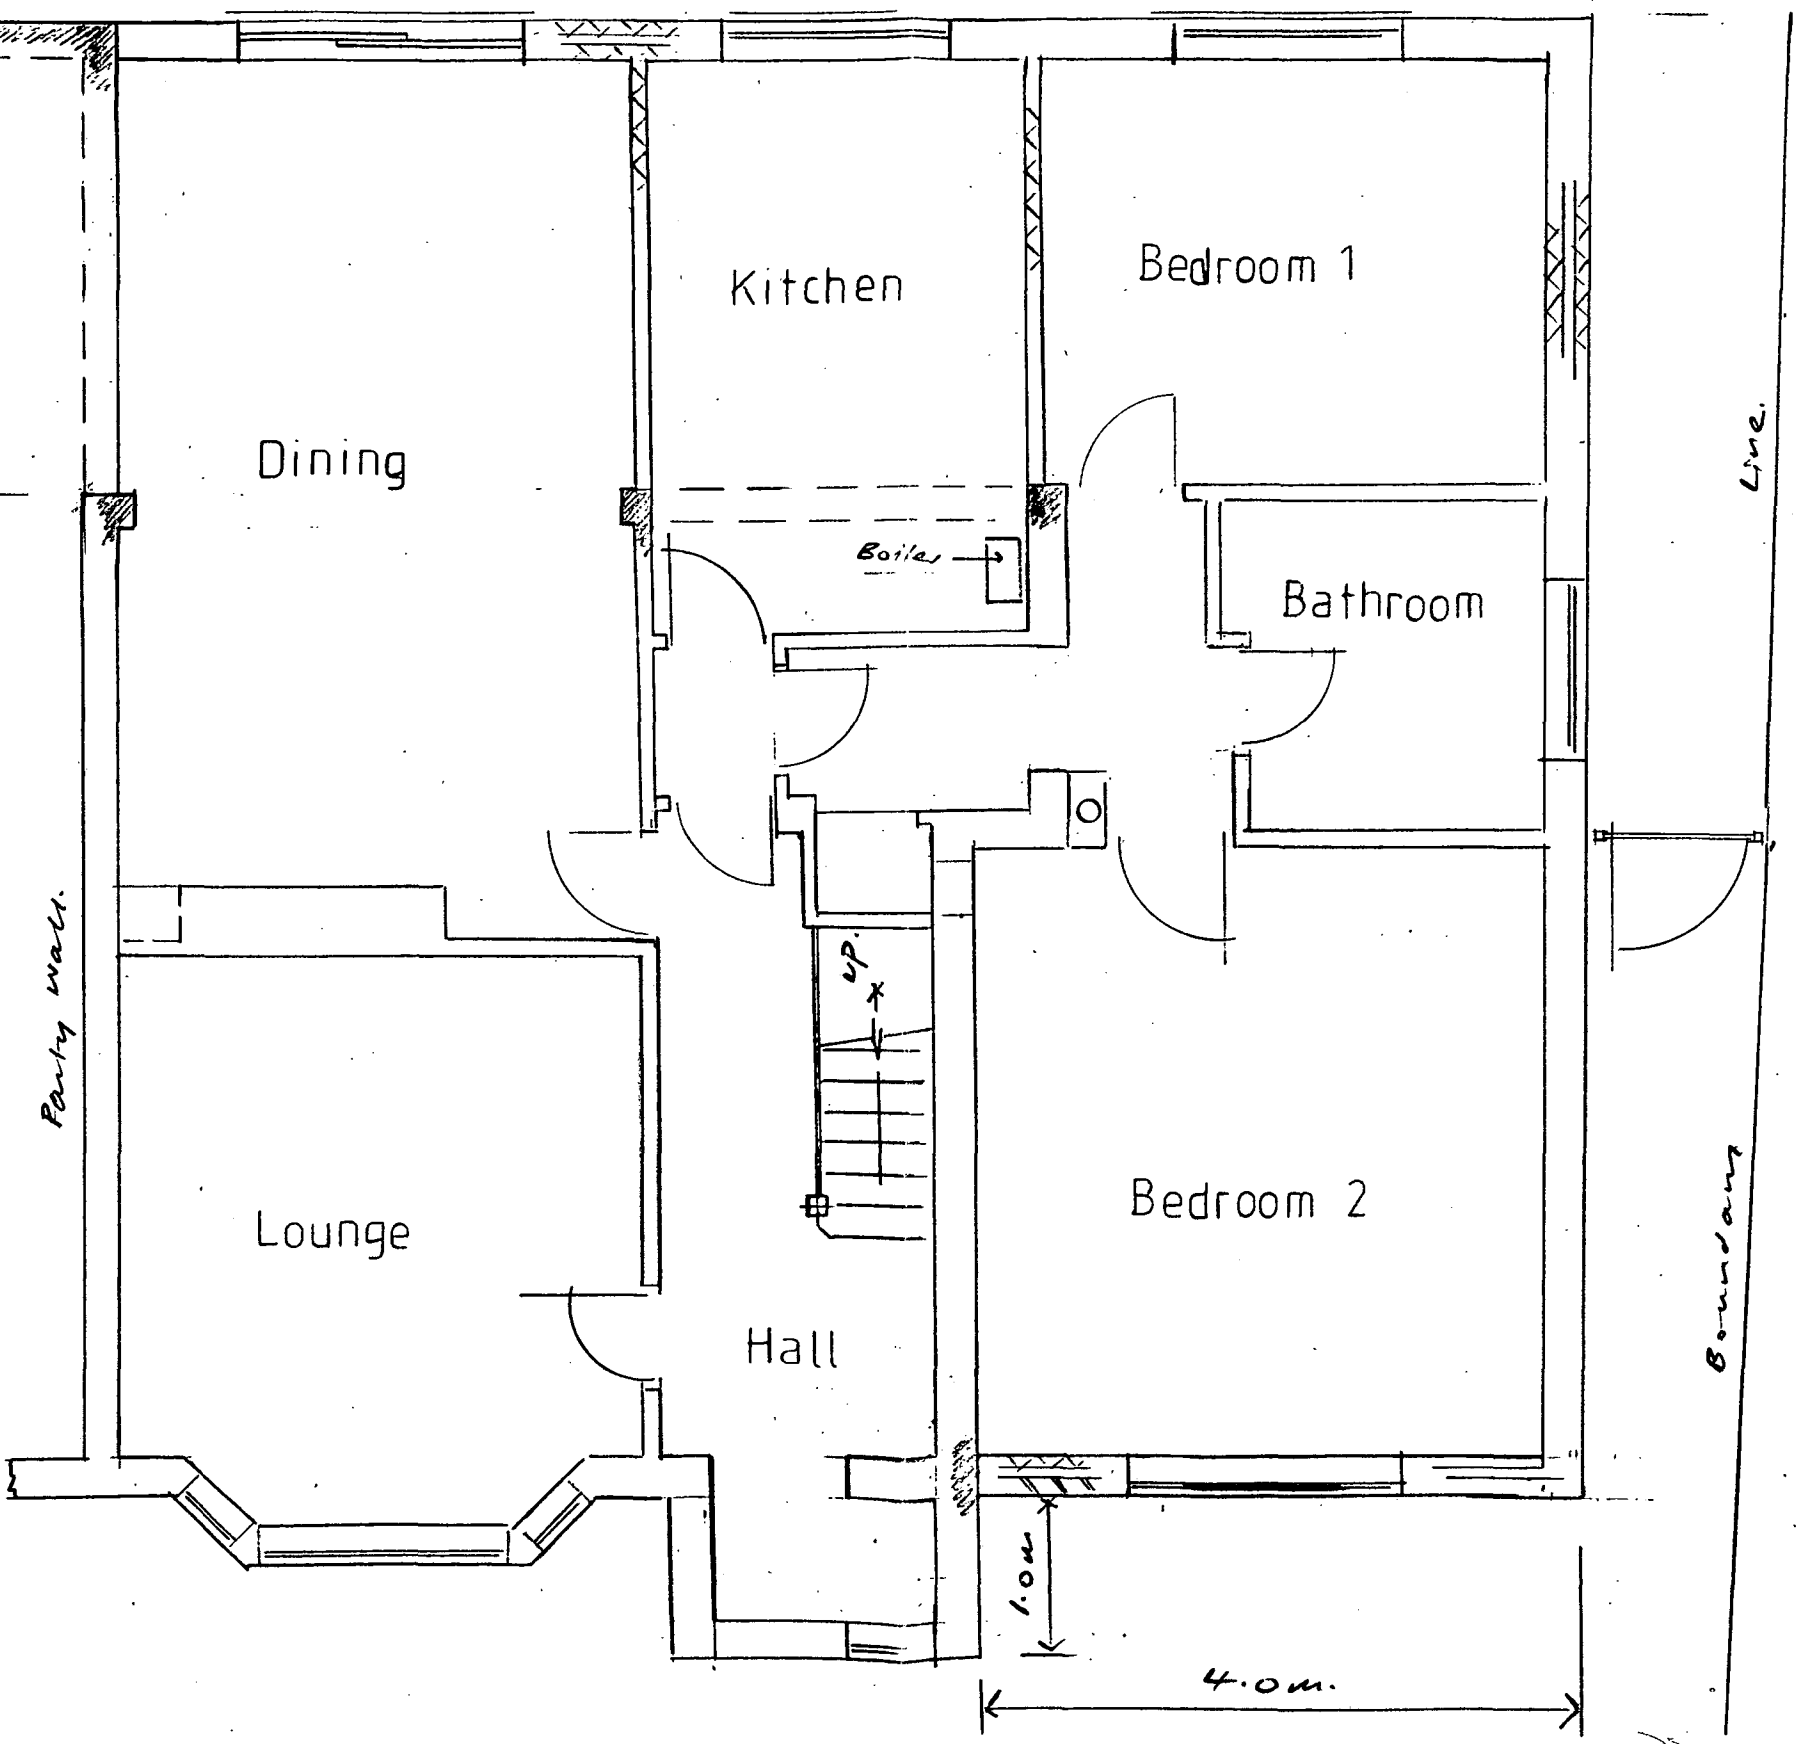 Kitchen
Bedroom 1
Dining
Line.
Boiler
Bathroom
Party wall.
up.
Bedroom 2
Lounge
Hall
Boundary
1.0m
4.0m.